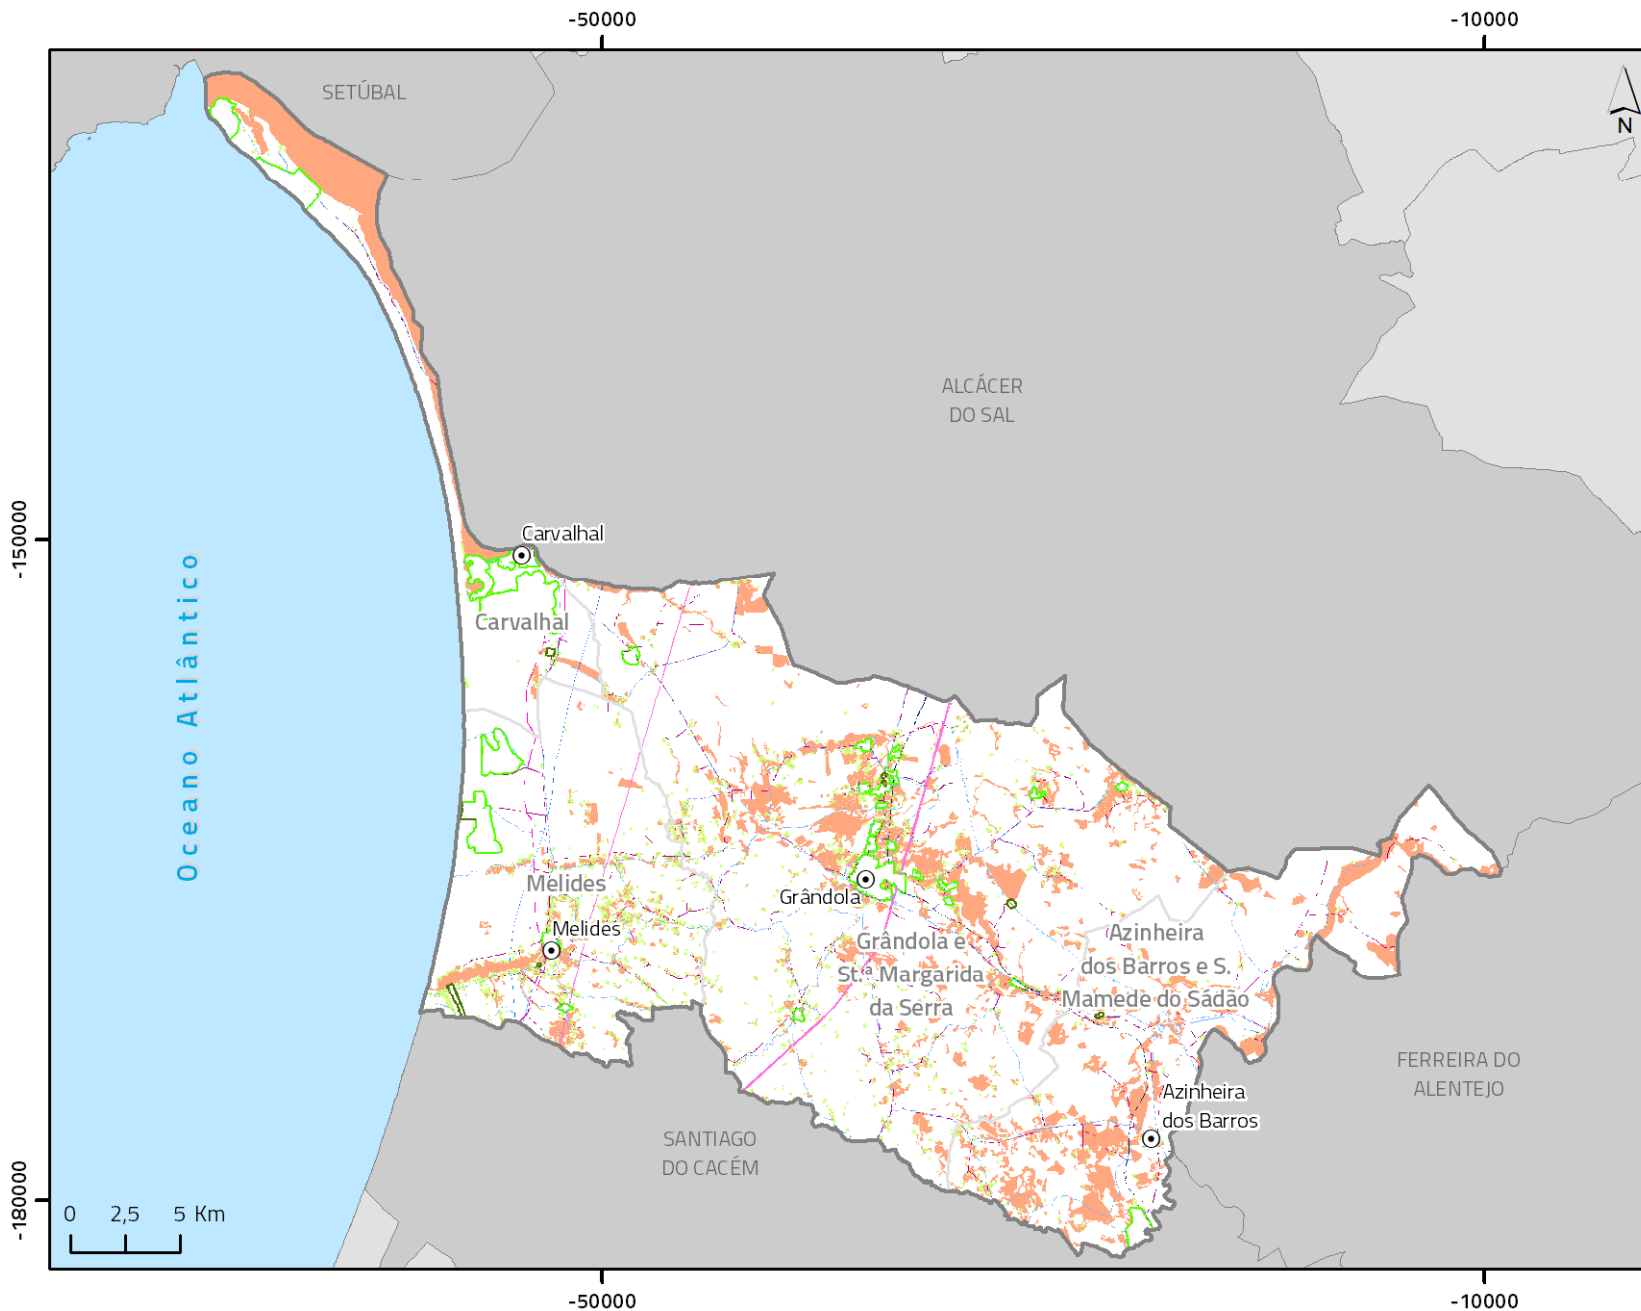 -50000
-10000
SETÚBAL
N
ALCÁCER
DO SAL
-150000
Carvalhal
Oceano Atlântico
Carvalhal
Melides
Grândola
Melides
Grândola e
St.ª Margarida
da Serra
Azinheira
dos Barros e S.
Mamede do Sádão
FERREIRA DO
ALENTEJO
Azinheira
dos Barros
SANTIAGO
DO CACÉM
-180000
0 2,5 5 Km
-50000
-10000